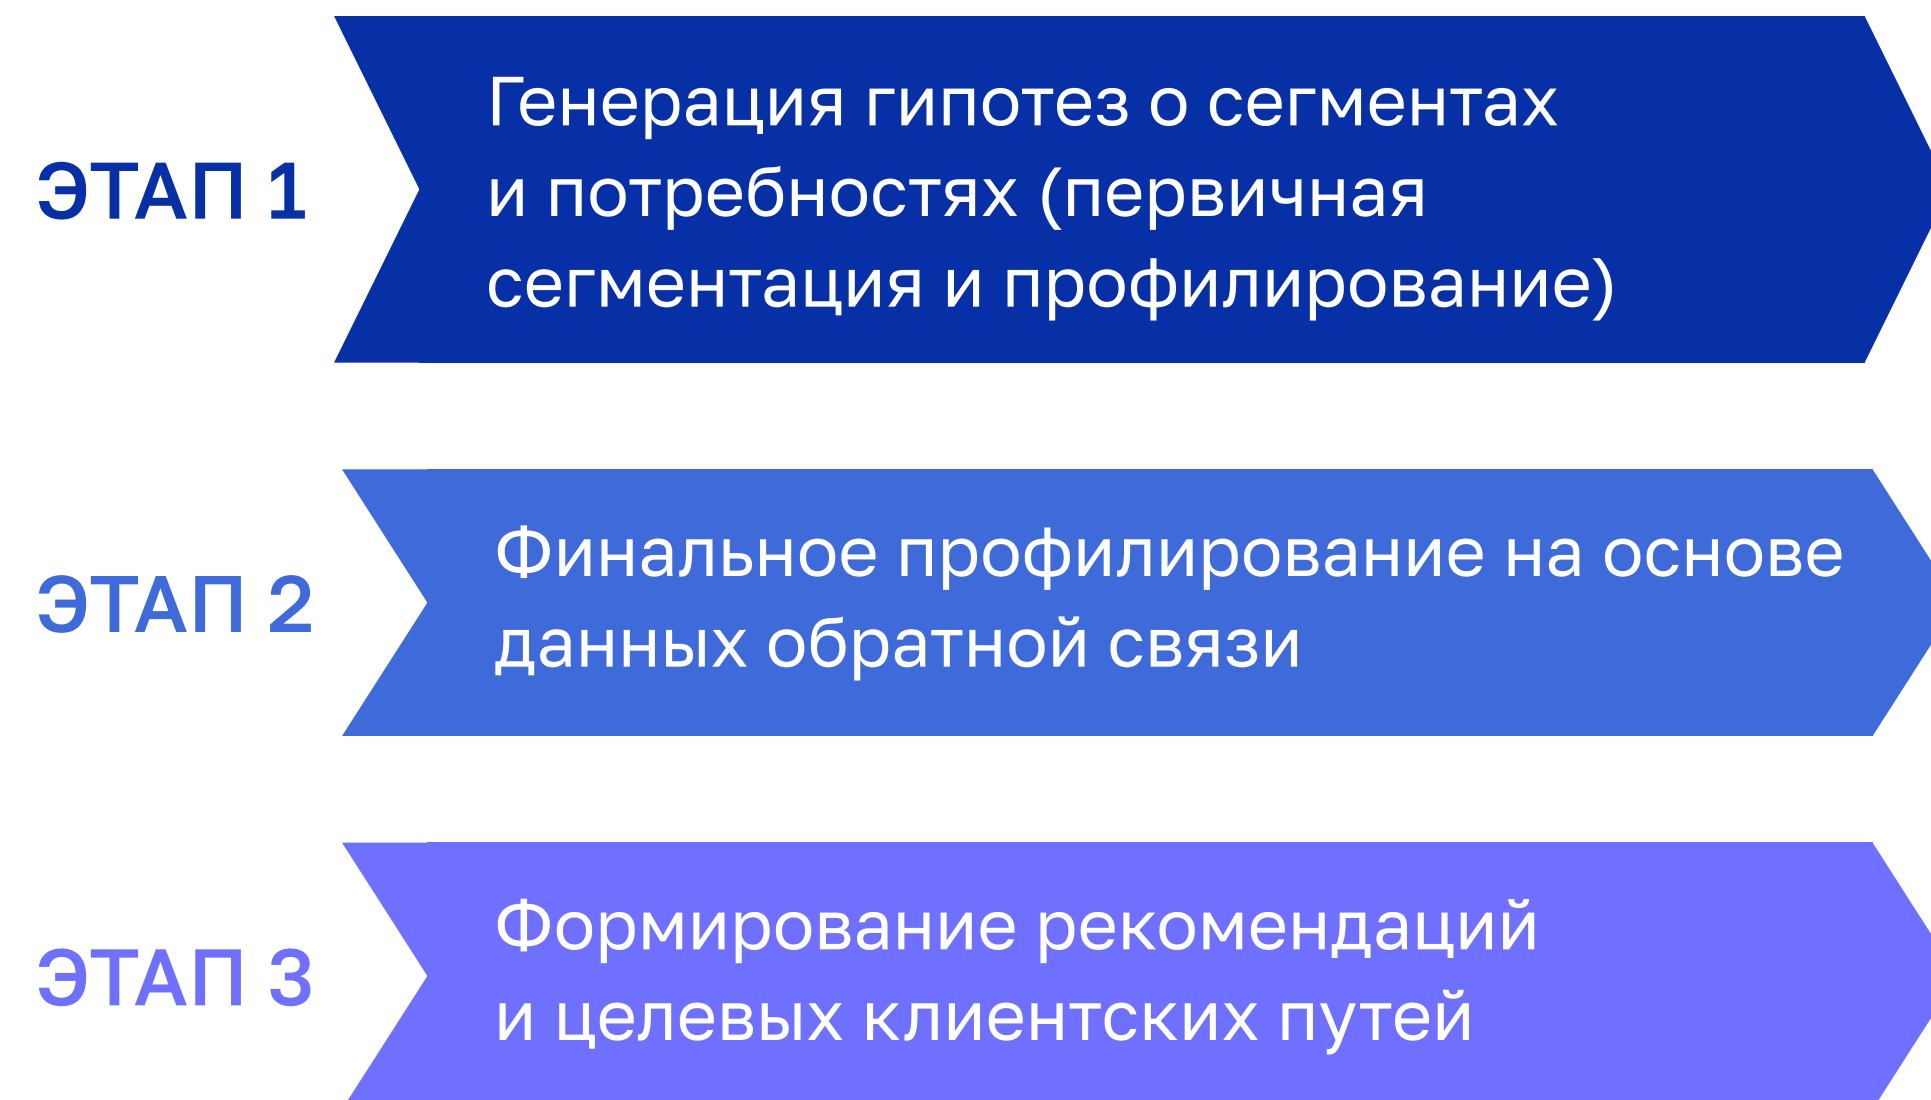 ЭТАП 1
Генерация гипотез о сегментах
и потребностях (первичная
сегментация и профилирование)
ЭТАП 2
Финальное профилирование на основе
данных обратной связи
ЭТАП 3
Формирование рекомендаций
и целевых клиентских путей